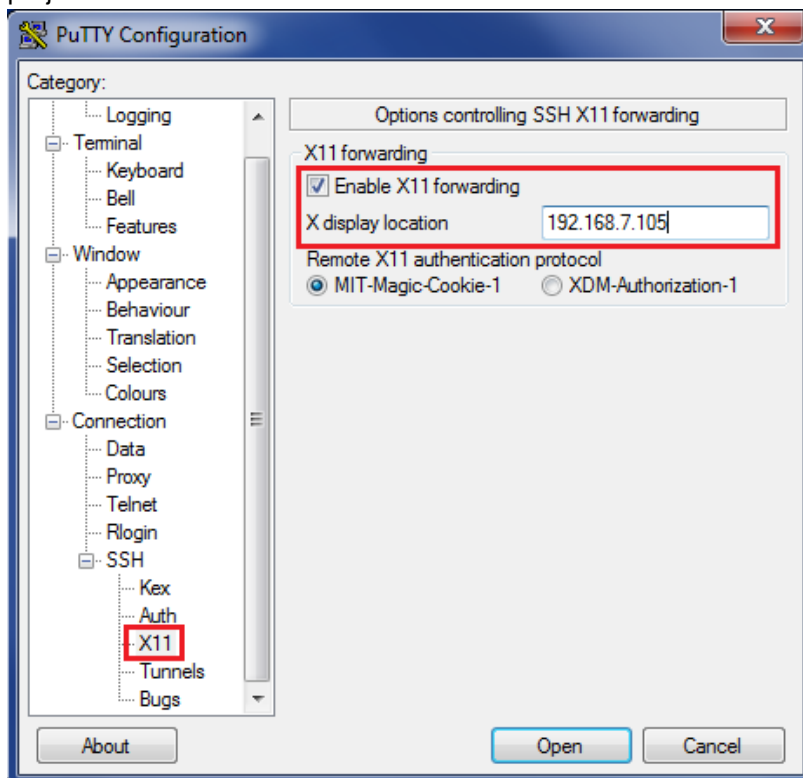 PuTTY Configuration
X
Category:
Logging
Terminal
Keyboard
Bell
Features
Window
Appearance
Behaviour
Translation
Selection
Colours
Connection
Data
Proxy
Telnet
Rlogin
SSH
Kex
Auth
X11
Tunnels
Bugs
Options controlling SSH X11 forwarding
X11 forwarding
Enable X11 forwarding
X display location 192.168.7.105
Remote X11 authentication protocol
MIT-Magic-Cookie-1 XDM-Authorization-1
About Open Cancel